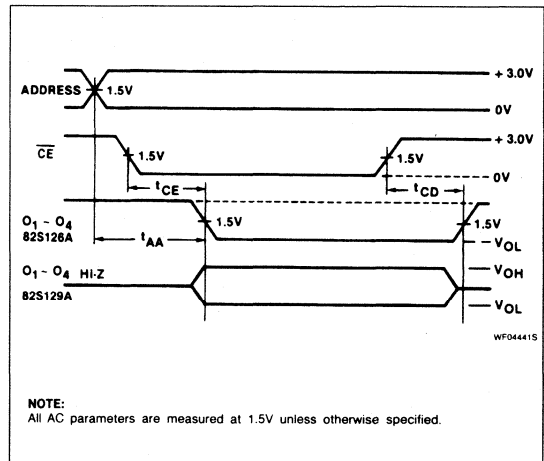 + 3.0V
ADDRESS
1.5V
0V
+ 3.0V
CE
1.5V
1.5V
0V
tCE
tCD
O1 ~ O4
82S126A
1.5V
1.5V
tAA
VOL
O1 ~ O4 HI-Z
82S129A
VOH
VOL
WF04441S
NOTE:
All AC parameters are measured at 1.5V unless otherwise specified.